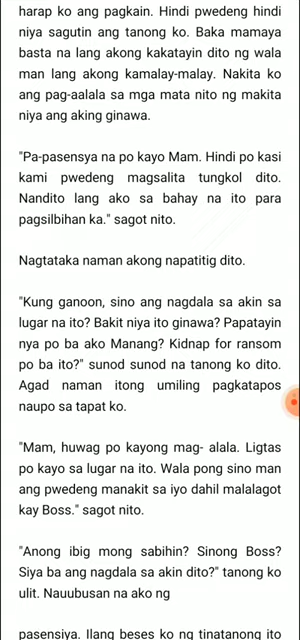 harap ko ang pagkain. Hindi pwedeng hindi
niya sagutin ang tanong ko. Baka mamaya
basta na lang akong kakatayin dito ng wala
man lang akong kamalay-malay. Nakita ko
ang pag-aalala sa mga mata nito ng makita
niya ang aking ginawa.
"Pa-pasensya na po kayo Mam. Hindi po kasi
kami pwedeng magsalita tungkol dito.
Nandito lang ako sa bahay na ito para
pagsilbihan ka." sagot nito.
Nagtataka naman akong napatitig dito.
"Kung ganoon, sino ang nagdala sa akin sa
lugar na ito? Bakit niya ito ginawa? Papatayin
nya po ba ako Manang? Kidnap for ransom
po ba ito?" sunod sunod na tanong ko dito.
Agad naman itong umiling pagkatapos
naupo sa tapat ko.
"Mam, huwag po kayong mag- alala. Ligtas
po kayo sa lugar na ito. Wala pong sino man
ang pwedeng manakit sa iyo dahil malalagot
kay Boss." sagot nito.
"Anong ibig mong sabihin? Sinong Boss?
Siya ba ang nagdala sa akin dito?" tanong ko
ulit. Nauubusan na ako ng
pasensiya. Ilang beses ko ng tinatanong ito